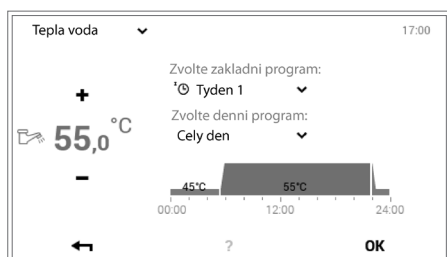 Tepla voda
17:00
Zvolte zakladni program:
Tyden 1
Zvolte denni program:
Cely den
+
55,0 °C
−
45°C
55°C
00:00
12:00
24:00
?
OK